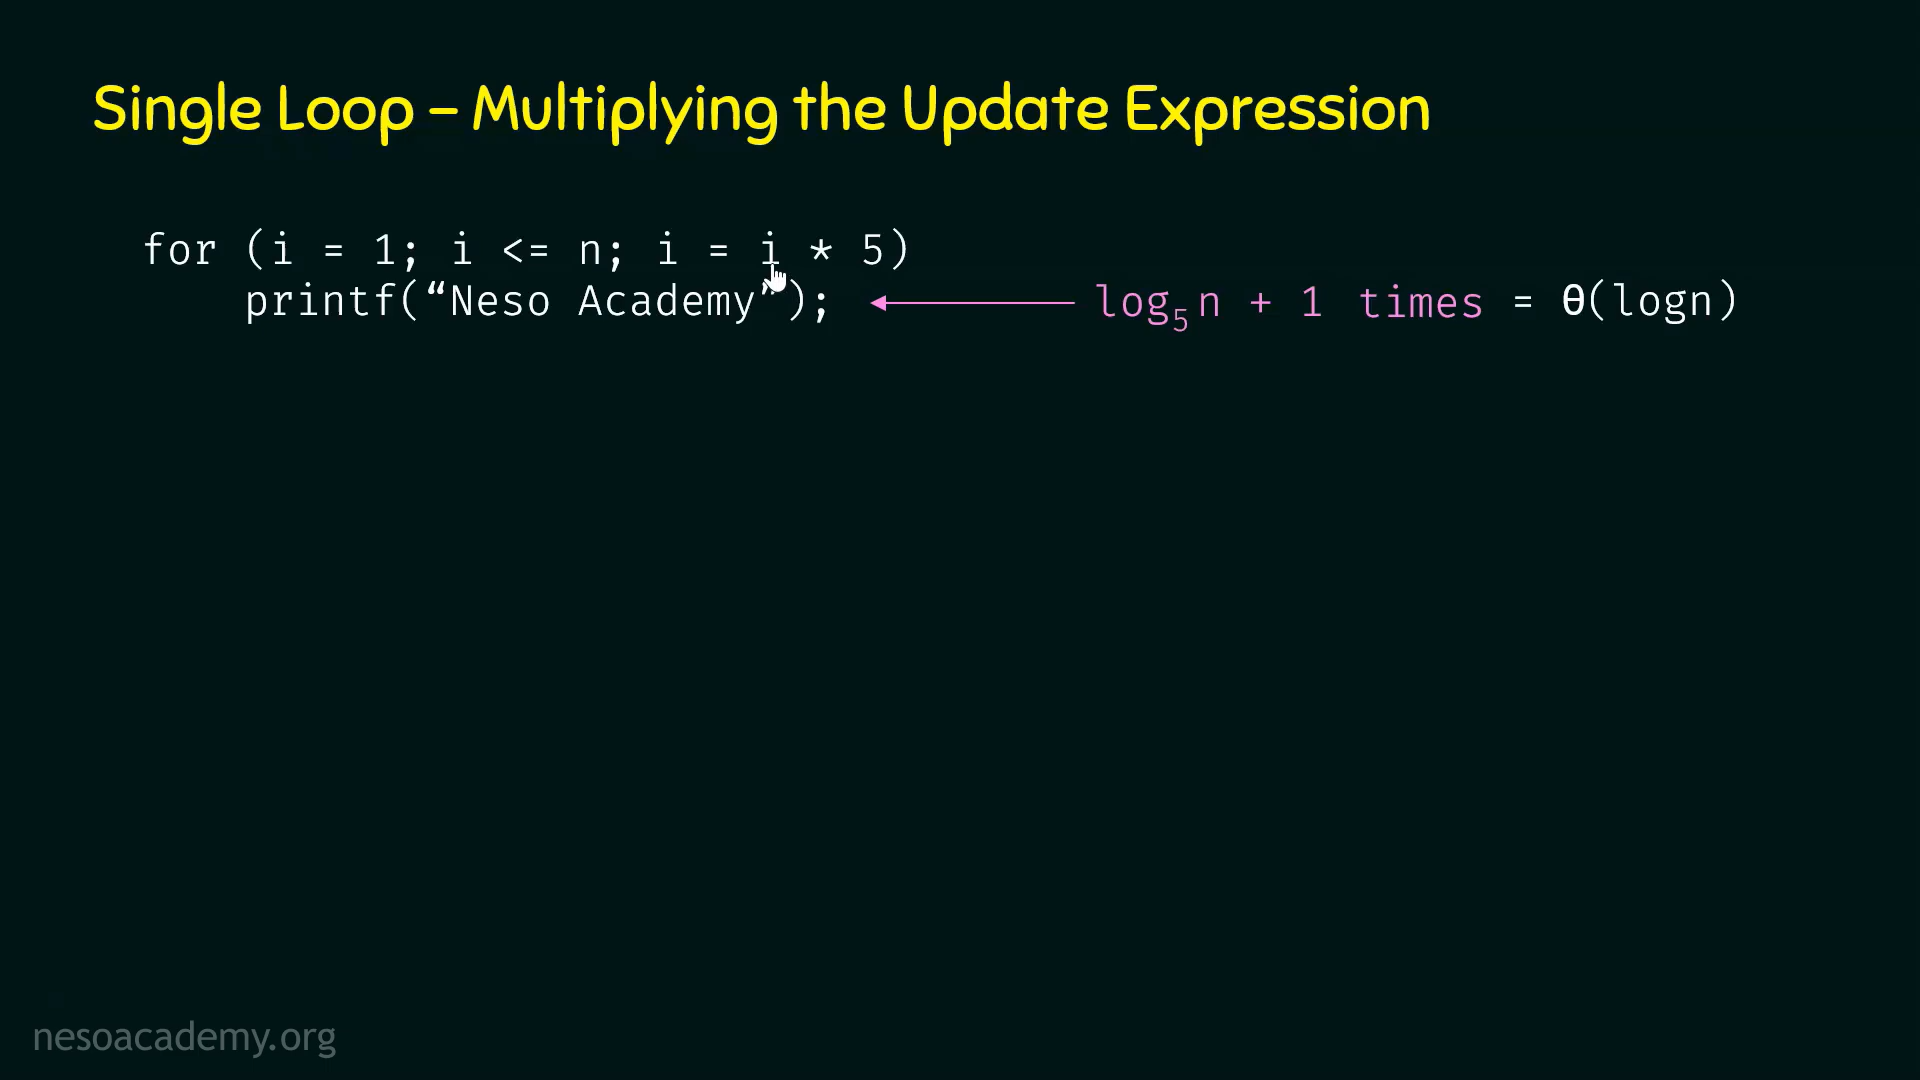 Single Loop – Multiplying the Update Expression
for (i = 1; i <= n; i = i * 5)
printf(“Neso Academy”); log₅n + 1 times = θ(logn)
nesoacademy.org